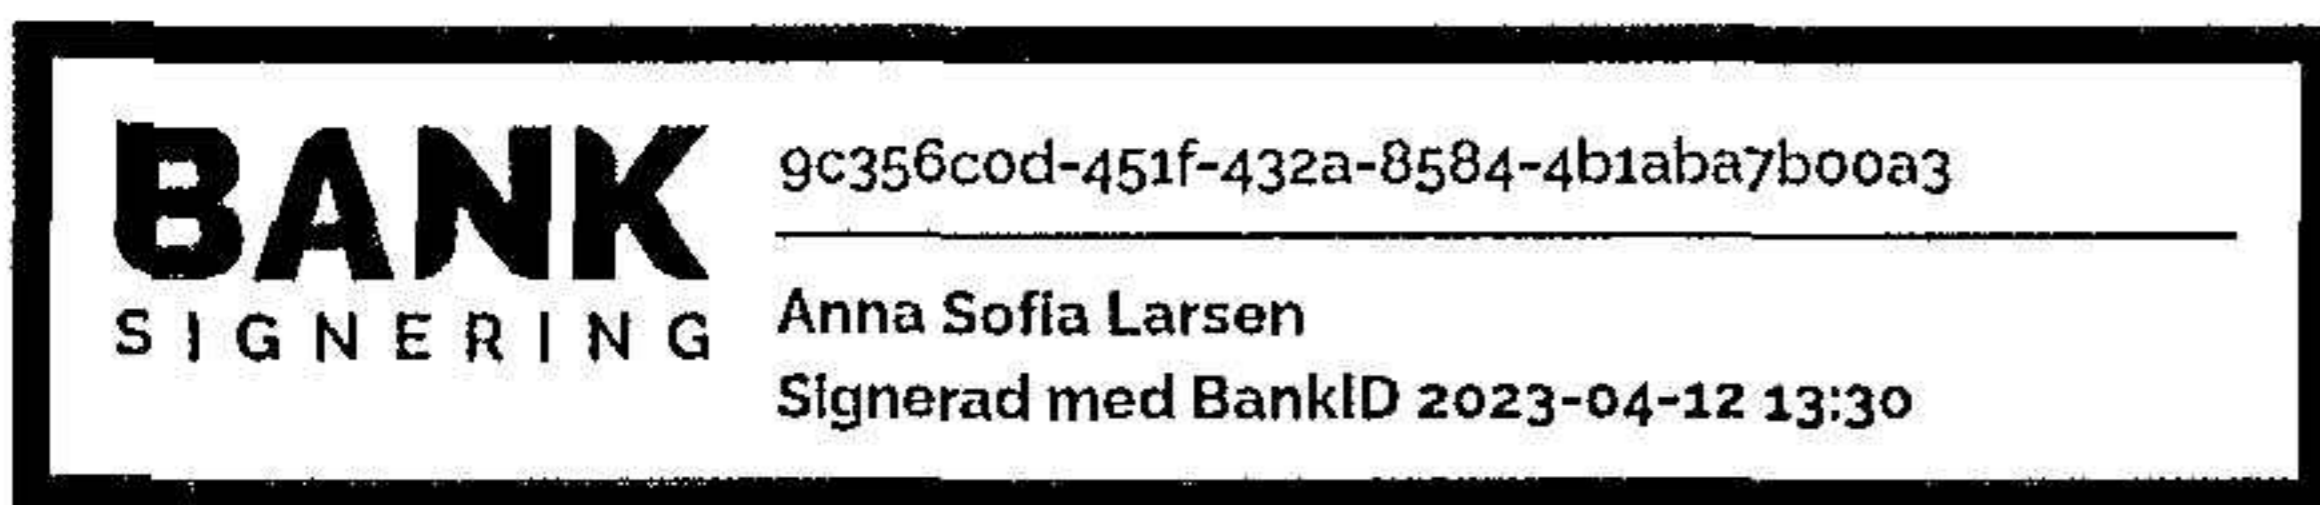 BANK
SIGNERING
9c356c0d-451f-432a-8584-4b1aba7b00a3
Anna Sofia Larsen
Signerad med BankID 2023-04-12 13:30